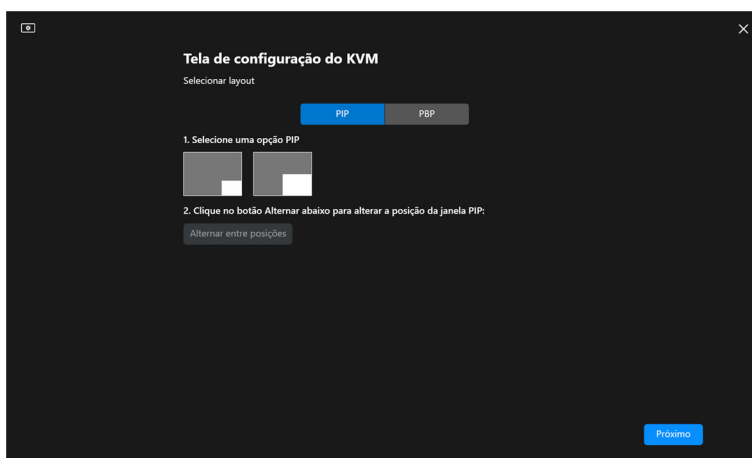 Tela de configuração do KVM
Selecionar layout
PIP PBP
1. Selecione uma opção PIP
2. Clique no botão Alternar abaixo para alterar a posição da janela PIP:
Alternar entre posições
Próximo